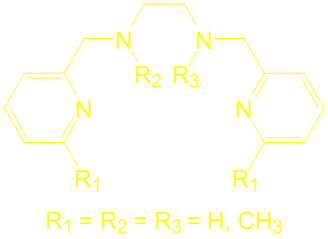 N N
R2 R3
N N
R1 R1
R1 = R2 = R3 = H, CH3